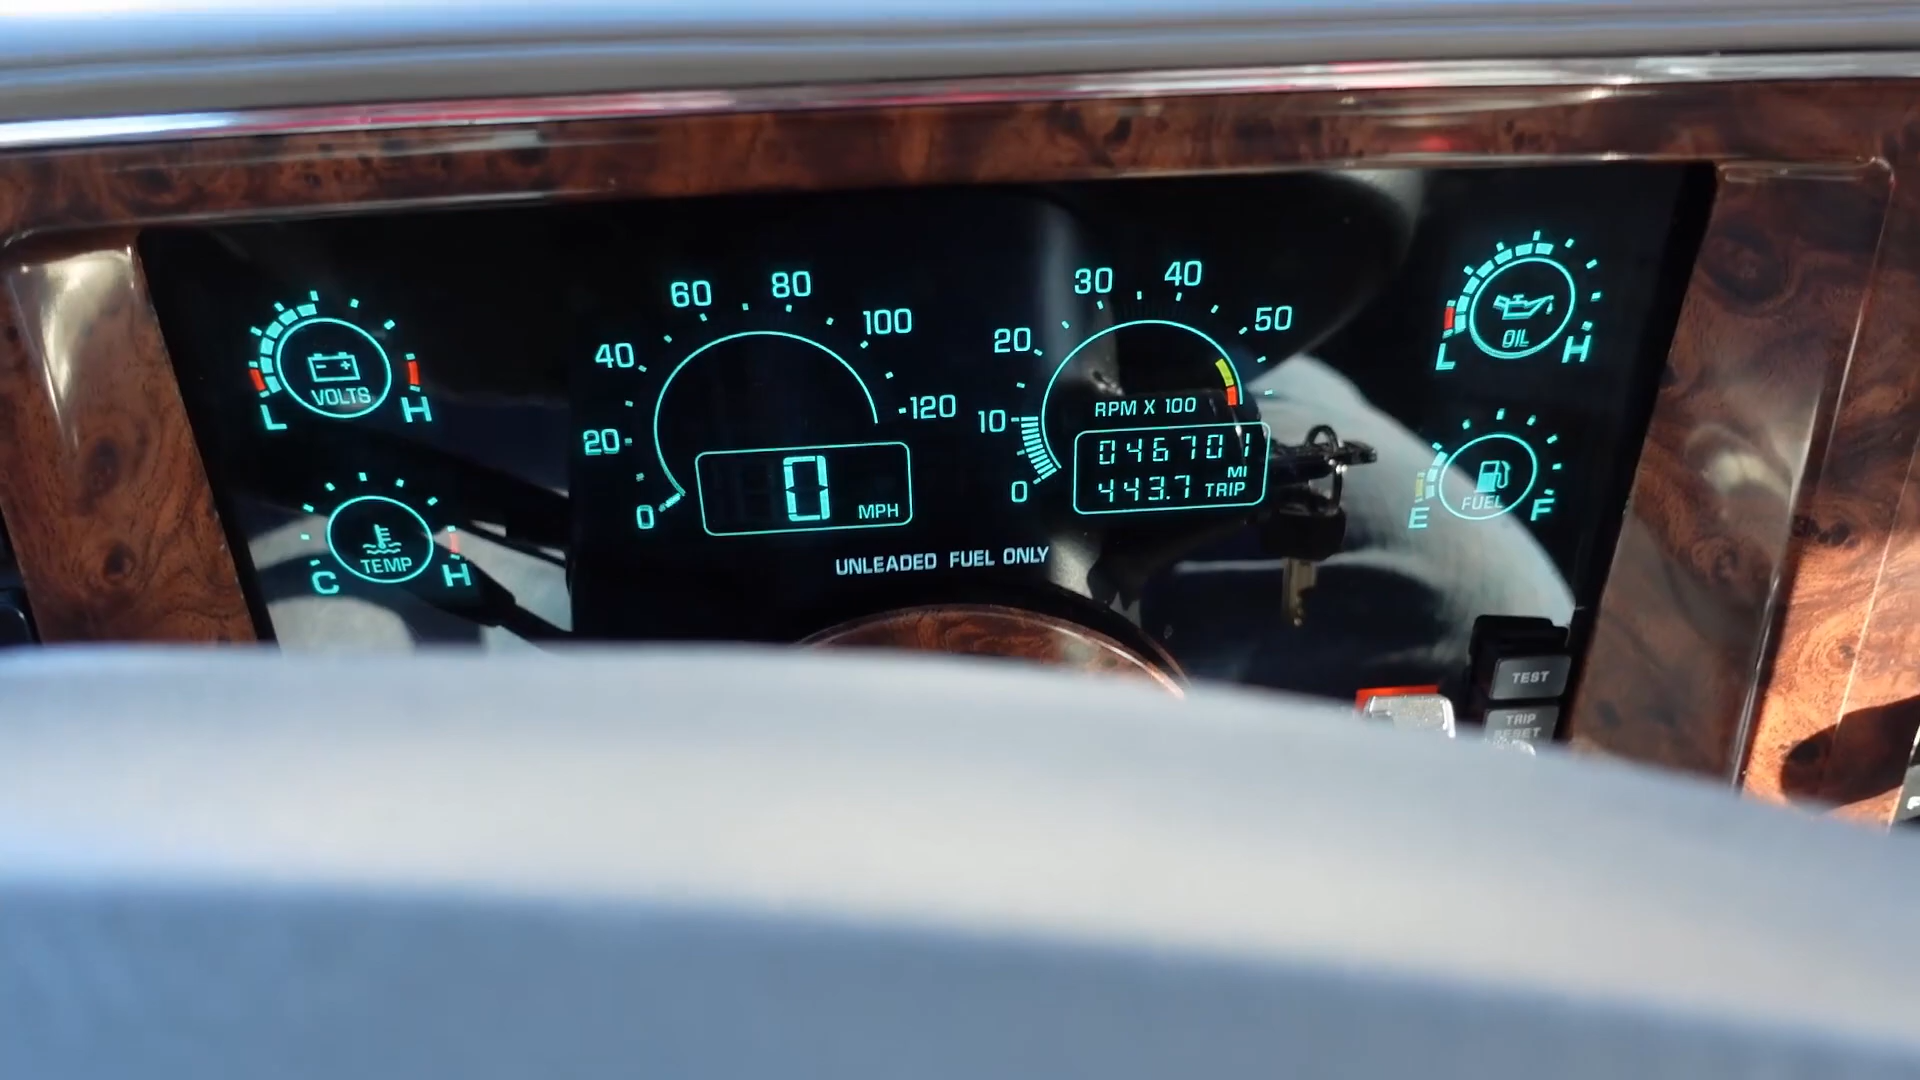 VOLTS
L H
TEMP
C H
0 20 40 60 80 100 120
0 MPH
0 10 20 30 40 50
RPM X 100
046701
MI
443.7 TRIP
UNLEADED FUEL ONLY
OIL
L H
FUEL
E F
TEST
TRIP
RESET